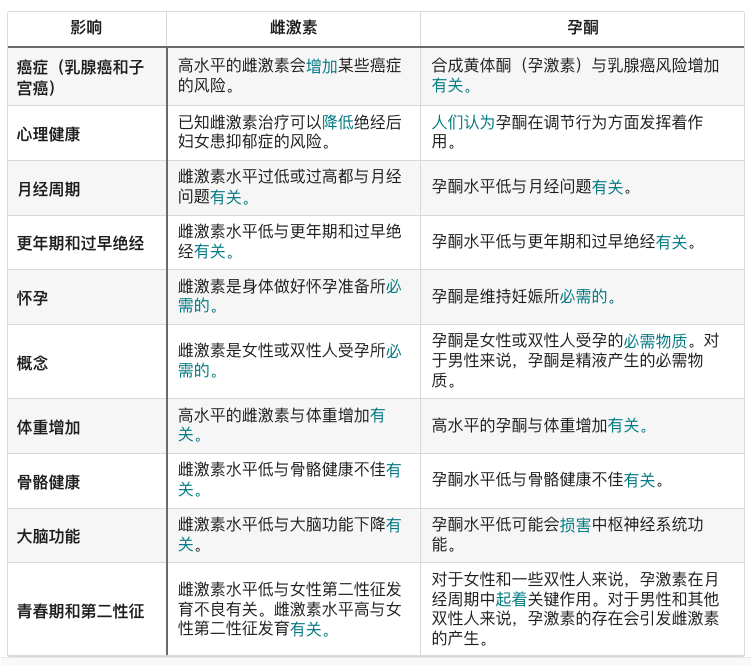 影响 雌激素 孕酮
癌症（乳腺癌和子
宫癌）
高水平的雌激素会增加某些癌症
的风险。
合成黄体酮（孕激素）与乳腺癌风险增加
有关。
心理健康
已知雌激素治疗可以降低绝经后
妇女患抑郁症的风险。
人们认为孕酮在调节行为方面发挥着作
用。
月经周期
雌激素水平过低或过高都与月经
问题有关。
孕酮水平低与月经问题有关。
更年期和过早绝经
雌激素水平低与更年期和过早绝
经有关。
孕酮水平低与更年期和过早绝经有关。
怀孕
雌激素是身体做好怀孕准备所必
需的。
孕酮是维持妊娠所必需的。
概念
雌激素是女性或双性人受孕所必
需的。
孕酮是女性或双性人受孕的必需物质。对
于男性来说，孕酮是精液产生的必需物
质。
体重增加
高水平的雌激素与体重增加有
关。
高水平的孕酮与体重增加有关。
骨骼健康
雌激素水平低与骨骼健康不佳有
关。
孕酮水平低与骨骼健康不佳有关。
大脑功能
雌激素水平低与大脑功能下降有
关。
孕酮水平低可能会损害中枢神经系统功
能。
青春期和第二性征
雌激素水平低与女性第二性征发
育不良有关。雌激素水平高与女
性第二性征发育有关。
对于女性和一些双性人来说，孕激素在月
经周期中起着关键作用。对于男性和其他
双性人来说，孕激素的存在会引发雌激素
的产生。